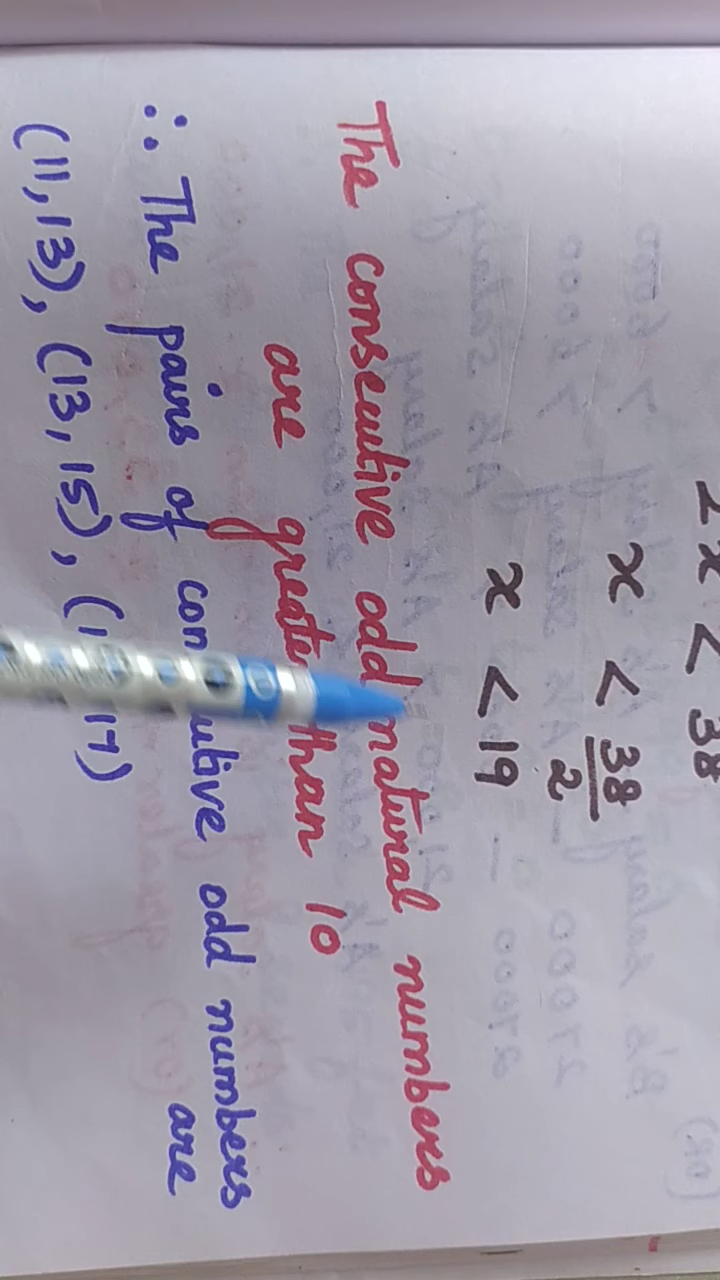 2x < 38
x < 38/2
x < 19
The consecutive odd natural numbers
are greater than 10
∴ The pairs of odd numbers are
(11,13), (13,15), 17)